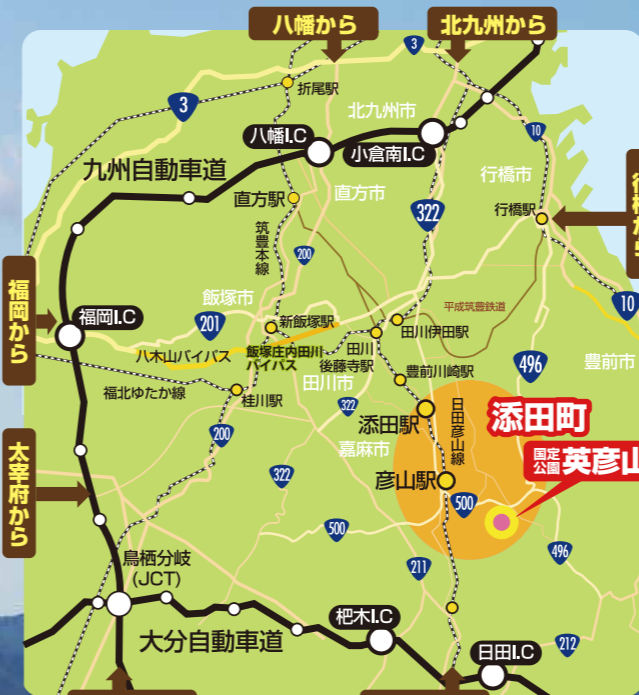 八幡から
北九州から
3
折尾駅
3
北九州市
八幡I.C
小倉南I.C
10
九州自動車道
直方市
行橋市
直方駅
322
行橋駅
筑豊本線
200
飯塚市
平成筑豊鉄道
10
福岡から
福岡I.C
201
新飯塚駅
田川伊田駅
八木山バイパス
飯塚庄内田川
バイパス
田川
後藤寺駅
496
豊前市
福北ゆたか線
田川市
豊前川崎駅
桂川駅
322
日田彦山線
添田町
添田駅
200
嘉麻市
国定
公園
英彦山
太宰府から
彦山駅
322
500
500
496
鳥栖分岐
(JCT)
211
大分自動車道
杷木I.C
212
日田I.C